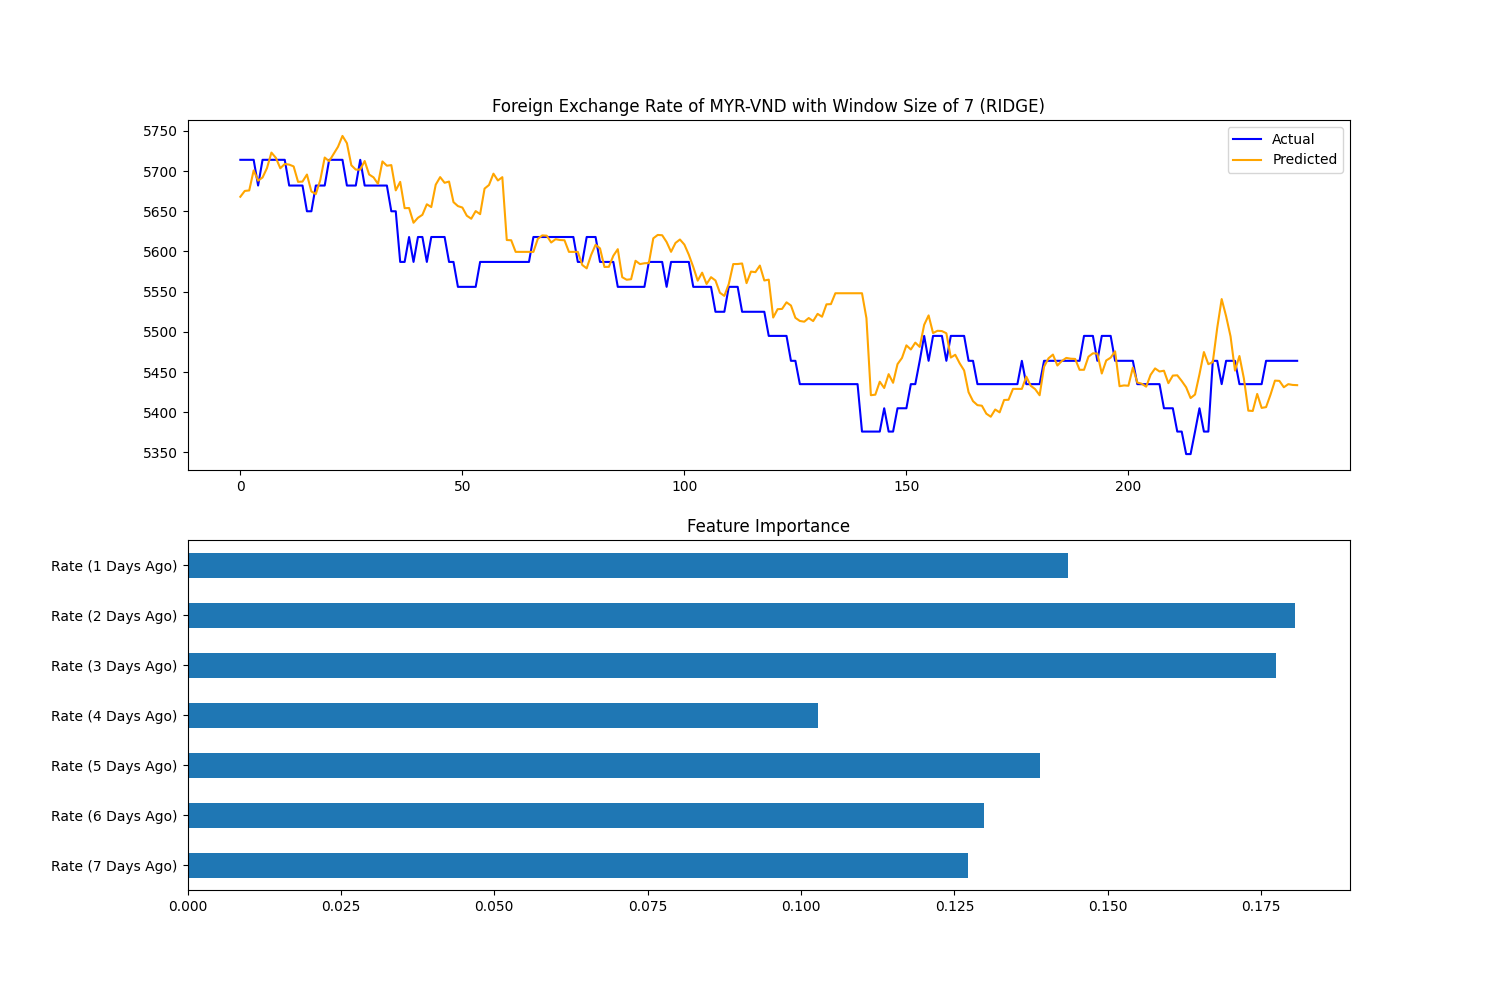 Foreign Exchange Rate of MYR-VND with Window Size of 7 (RIDGE)
Actual
Predicted
5750
5700
5650
5600
5550
5500
5450
5400
5350
0 50 100 150 200
Feature Importance
Rate (1 Days Ago)
Rate (2 Days Ago)
Rate (3 Days Ago)
Rate (4 Days Ago)
Rate (5 Days Ago)
Rate (6 Days Ago)
Rate (7 Days Ago)
0.000 0.025 0.050 0.075 0.100 0.125 0.150 0.175